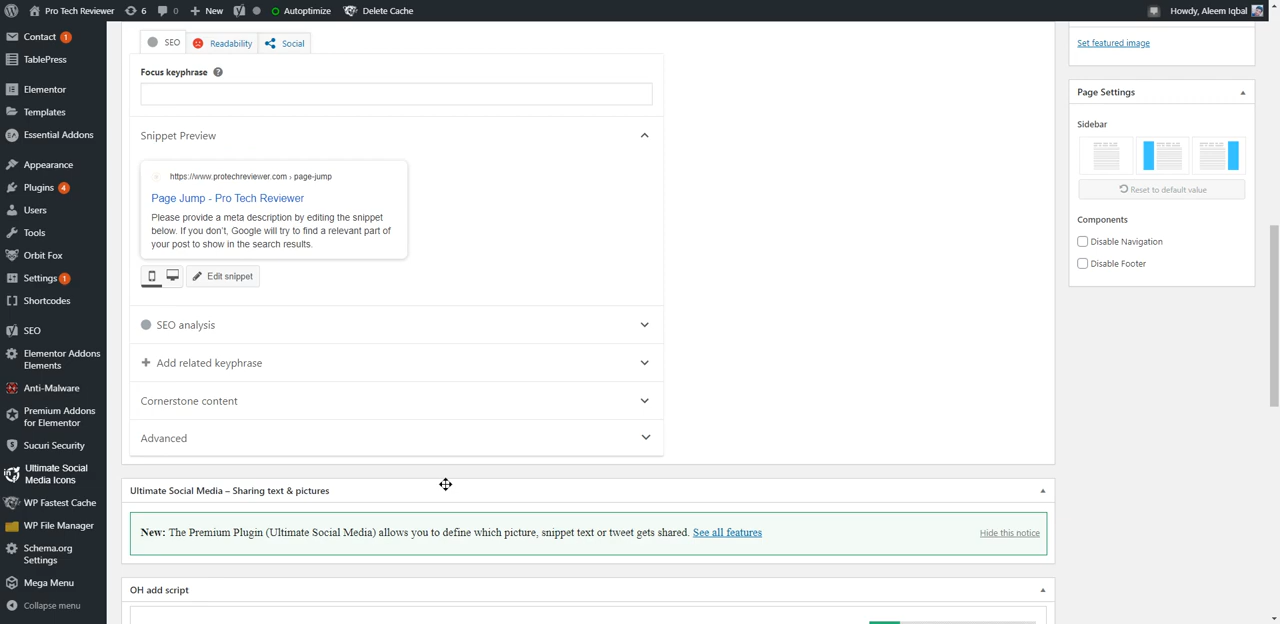 Pro Tech Reviewer 6 0 New Autoptimize Delete Cache Howdy, Aleem Iqbal
Contact 1
TablePress
Elementor
Templates
Essential Addons
Appearance
Plugins 4
Users
Tools
Orbit Fox
Settings 1
Shortcodes
SEO
Elementor Addons
Elements
Anti-Malware
Premium Addons
for Elementor
Sucuri Security
Ultimate Social
Media Icons
WP Fastest Cache
WP File Manager
Schema.org
Settings
Mega Menu
Collapse menu
SEO Readability Social
Focus keyphrase
Snippet Preview
https://www.protechreviewer.com › page-jump
Page Jump - Pro Tech Reviewer
Please provide a meta description by editing the snippet
below. If you don't, Google will try to find a relevant part of
your post to show in the search results.
Edit snippet
SEO analysis
Add related keyphrase
Cornerstone content
Advanced
Ultimate Social Media – Sharing text & pictures
New: The Premium Plugin (Ultimate Social Media) allows you to define which picture, snippet text or tweet gets shared. See all features Hide this notice
OH add script
Set featured image
Page Settings
Sidebar
Reset to default value
Components
Disable Navigation
Disable Footer